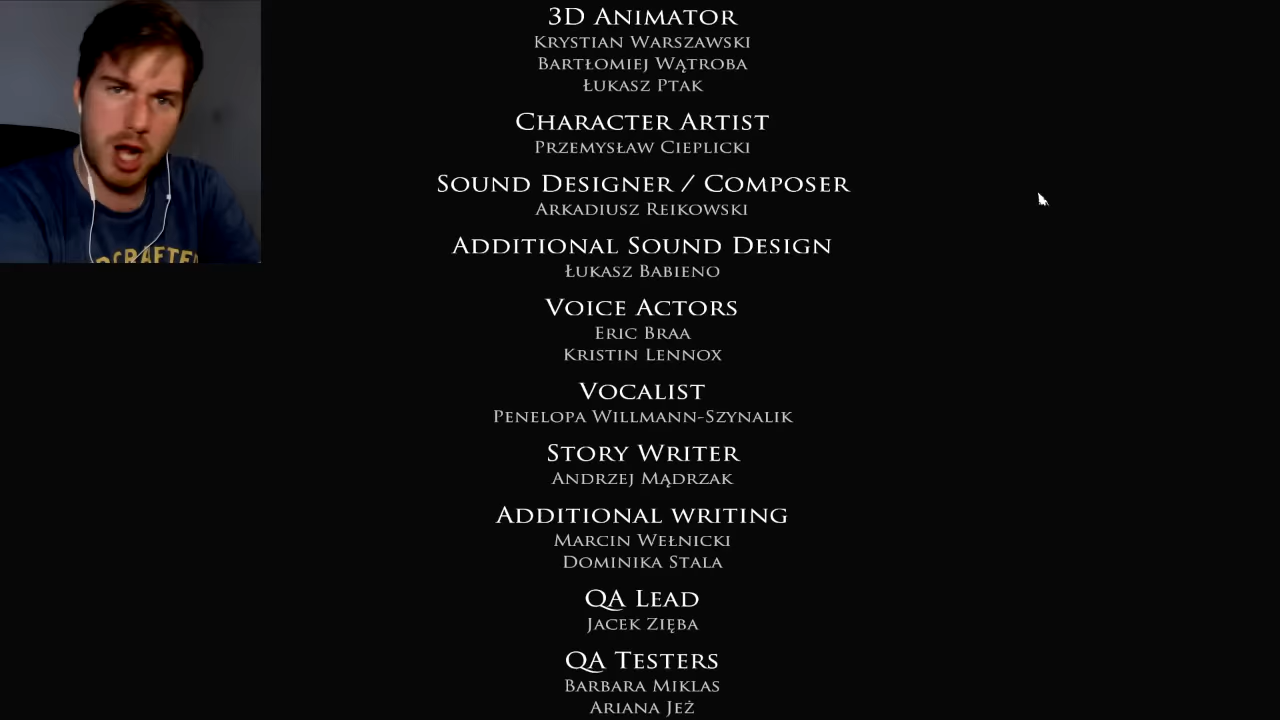 3D Animator
Krystian Warszawski
Bartłomiej Wątroba
Łukasz Ptak
Character Artist
Przemysław Cieplicki
Sound Designer / Composer
Arkadiusz Reikowski
Additional Sound Design
Łukasz Babieno
Voice Actors
Eric Braa
Kristin Lennox
Vocalist
Penelopa Willmann-Szynalik
Story Writer
Andrzej Mądrzak
Additional writing
Marcin Wełnicki
Dominika Stala
QA Lead
Jacek Zięba
QA Testers
Barbara Miklas
Ariana Jeż